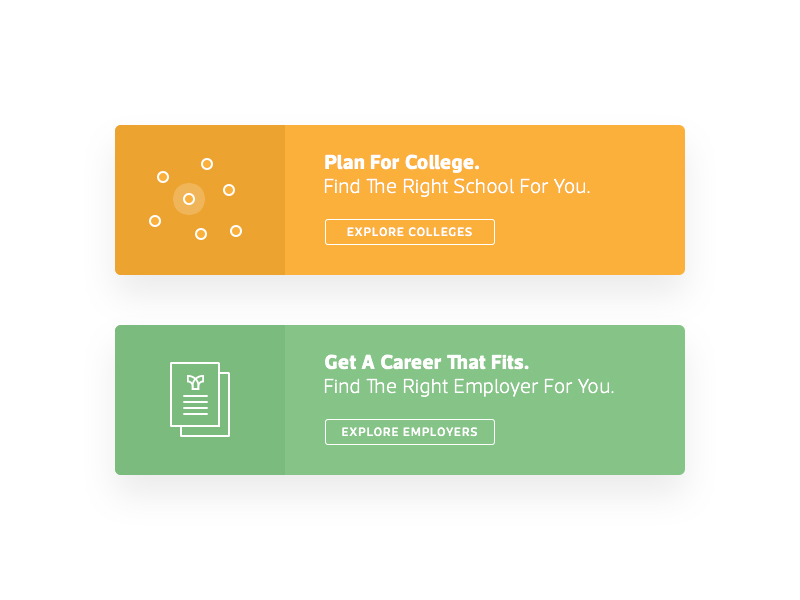 Plan For College.
Find The Right School For You.
EXPLORE COLLEGES
Get A Career That Fits.
Find The Right Employer For You.
EXPLORE EMPLOYERS